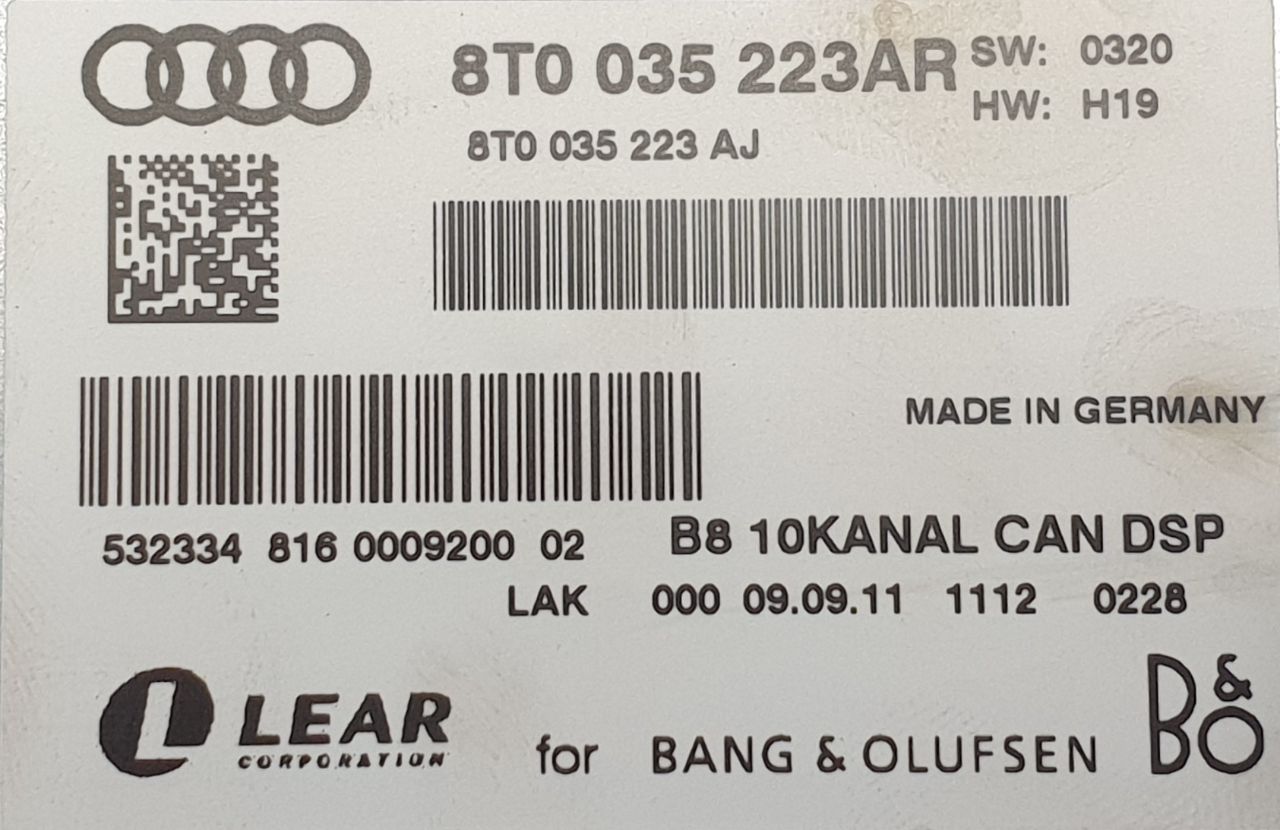 8T0 035 223AR SW: 0320
HW: H19
8T0 035 223 AJ
MADE IN GERMANY
532334 816 0009200 02 B8 10KANAL CAN DSP
LAK 000 09.09.11 1112 0228
L LEAR
CORPORATION
for BANG & OLUFSEN B&O